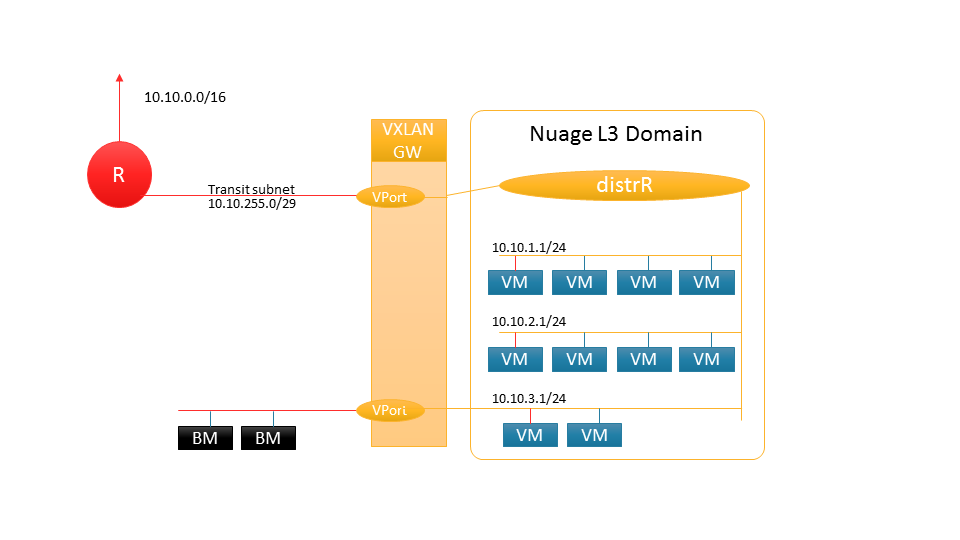 10.10.0.0/16
R
Transit subnet
10.10.255.0/29
VXLAN
GW
VPort
Nuage L3 Domain
distrR
10.10.1.1/24
VM VM VM VM
10.10.2.1/24
VM VM VM VM
10.10.3.1/24
VPort
VM VM
BM BM